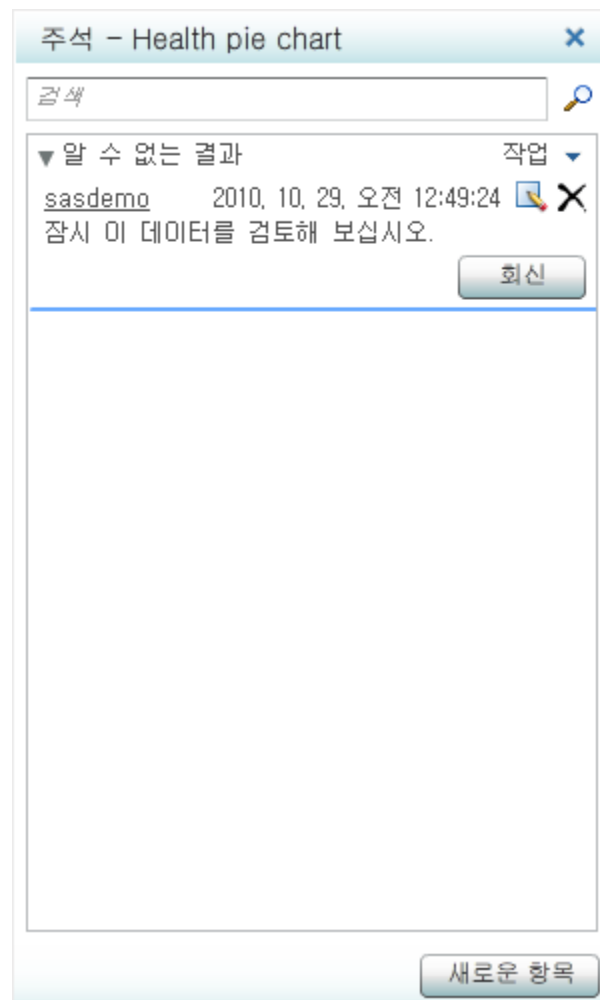 주석 - Health pie chart
검색
알 수 없는 결과 작업
sasdemo 2010, 10, 29, 오전 12:49:24
잠시 이 데이터를 검토해 보십시오.
회신
새로운 항목